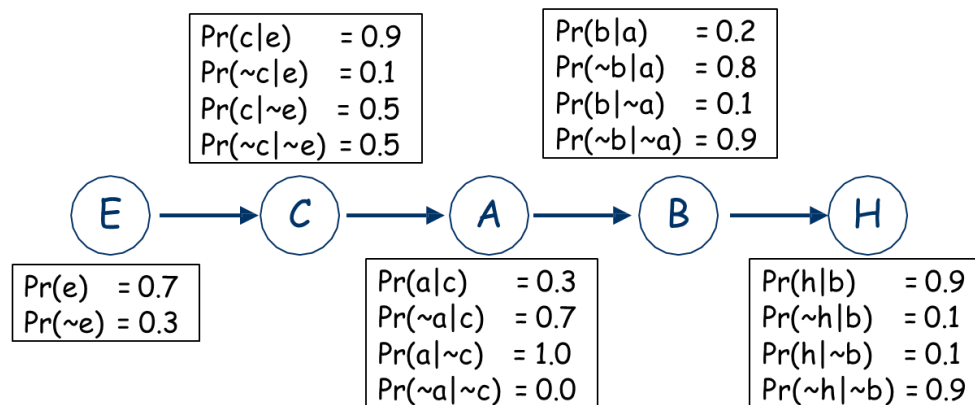 Pr(c|e) = 0.9
Pr(~c|e) = 0.1
Pr(c|~e) = 0.5
Pr(~c|~e) = 0.5
Pr(b|a) = 0.2
Pr(~b|a) = 0.8
Pr(b|~a) = 0.1
Pr(~b|~a) = 0.9
E C A B H
Pr(e) = 0.7
Pr(~e) = 0.3
Pr(a|c) = 0.3
Pr(~a|c) = 0.7
Pr(a|~c) = 1.0
Pr(~a|~c) = 0.0
Pr(h|b) = 0.9
Pr(~h|b) = 0.1
Pr(h|~b) = 0.1
Pr(~h|~b) = 0.9